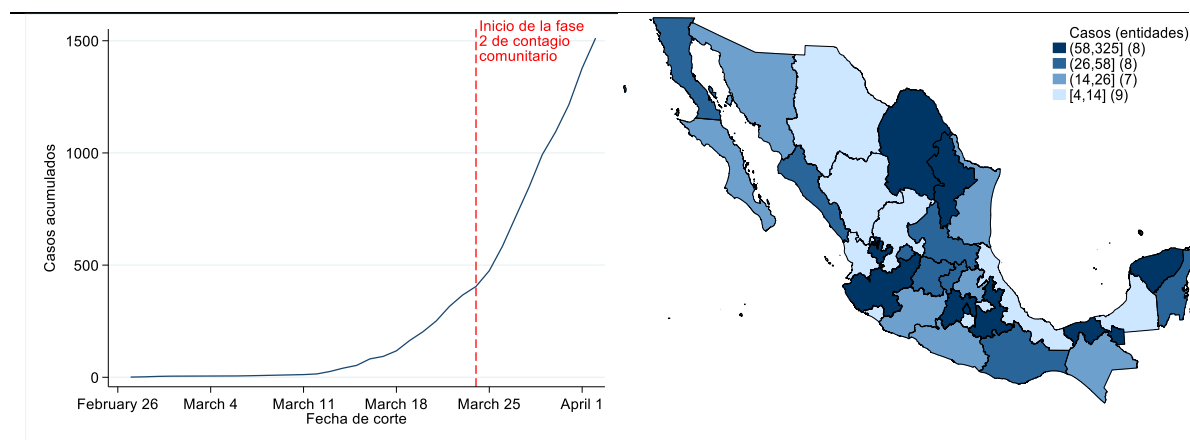 Inicio de la fase
2 de contagio
comunitario
1500
1000
500
0
Casos acumulados
February 26
March 4
March 11
March 18
March 25
April 1
Fecha de corte
Casos (entidades)
(58,325] (8)
(26,58] (8)
(14,26] (7)
[4,14] (9)